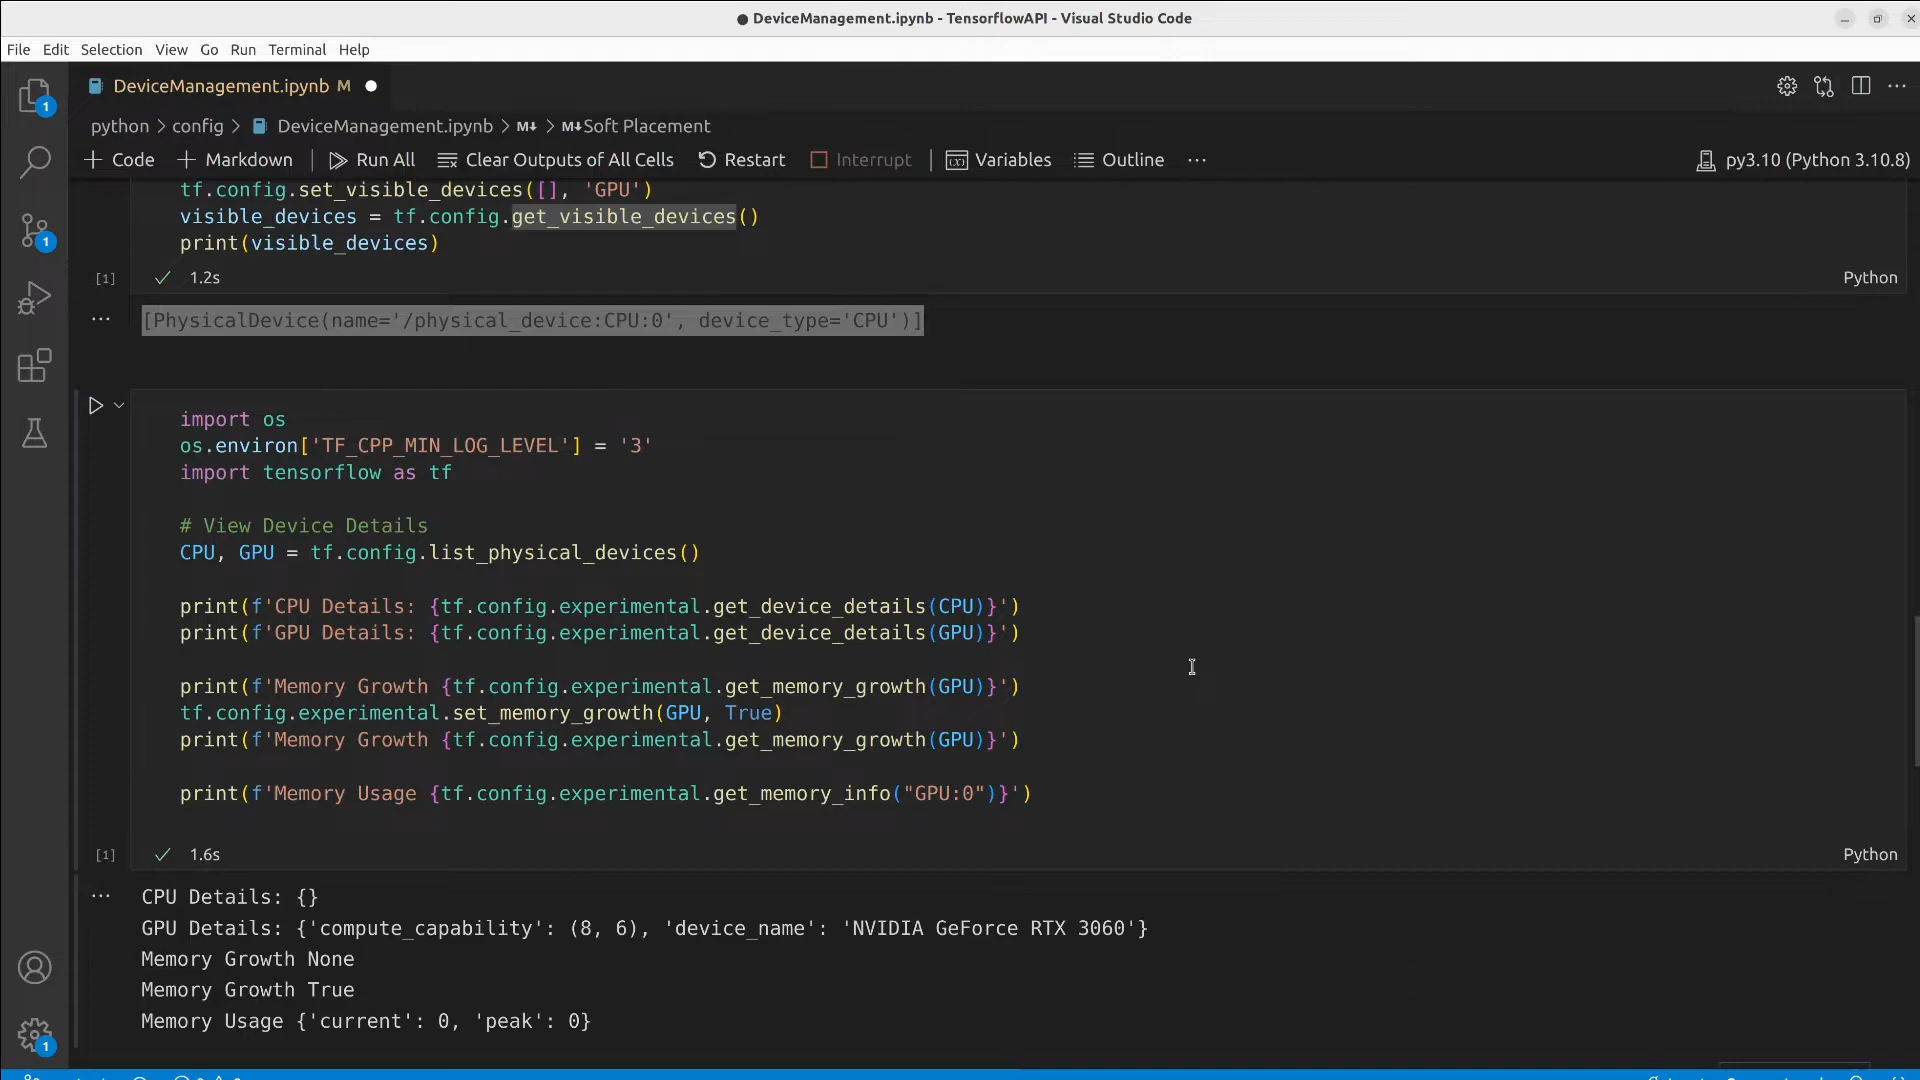 ● DeviceManagement.ipynb - TensorflowAPI - Visual Studio Code
File Edit Selection View Go Run Terminal Help
DeviceManagement.ipynb M
python > config > DeviceManagement.ipynb > M↓ > M↓Soft Placement
Code Markdown Run All Clear Outputs of All Cells Restart Interrupt Variables Outline ... py3.10 (Python 3.10.8)
tf.config.set_visible_devices([], 'GPU')
visible_devices = tf.config.get_visible_devices()
print(visible_devices)
[1] 1.2s Python
[PhysicalDevice(name='/physical_device:CPU:0', device_type='CPU')]
import os
os.environ['TF_CPP_MIN_LOG_LEVEL'] = '3'
import tensorflow as tf
# View Device Details
CPU, GPU = tf.config.list_physical_devices()
print(f'CPU Details: {tf.config.experimental.get_device_details(CPU)}')
print(f'GPU Details: {tf.config.experimental.get_device_details(GPU)}')
print(f'Memory Growth {tf.config.experimental.get_memory_growth(GPU)}')
tf.config.experimental.set_memory_growth(GPU, True)
print(f'Memory Growth {tf.config.experimental.get_memory_growth(GPU)}')
print(f'Memory Usage {tf.config.experimental.get_memory_info("GPU:0")}')
[1] 1.6s Python
CPU Details: {}
GPU Details: {'compute_capability': (8, 6), 'device_name': 'NVIDIA GeForce RTX 3060'}
Memory Growth None
Memory Growth True
Memory Usage {'current': 0, 'peak': 0}
1
1
1